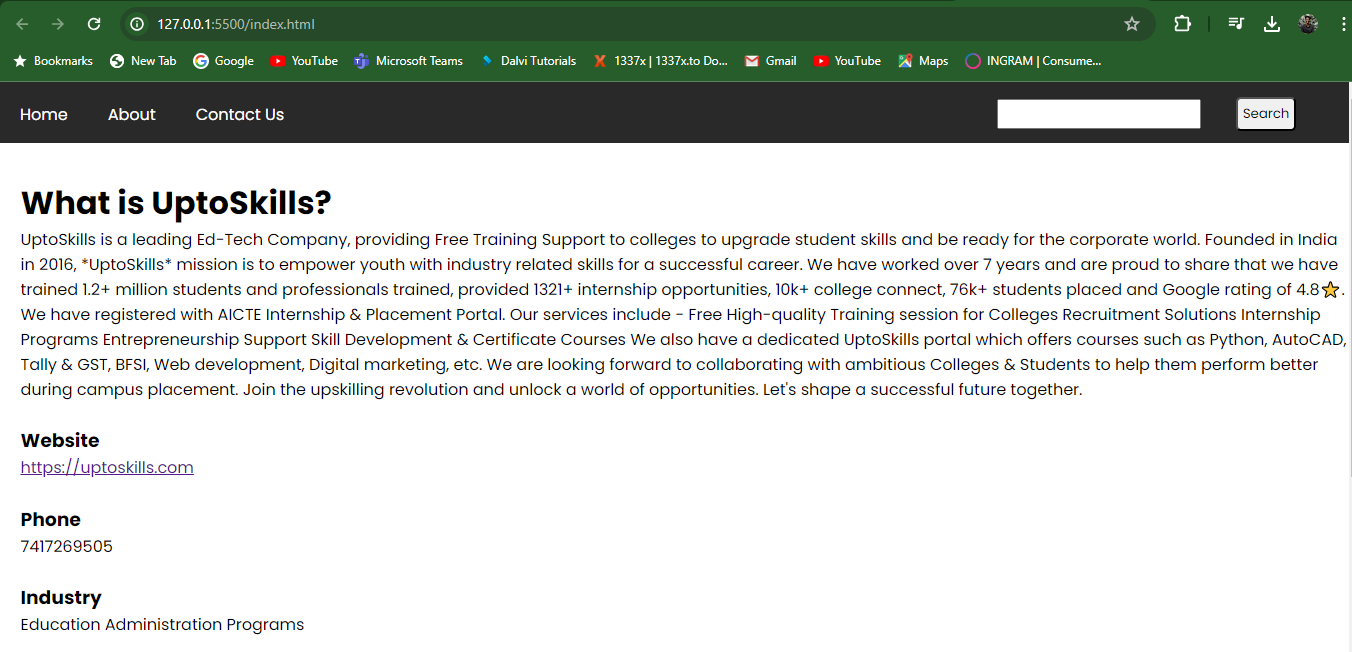 127.0.0.1:5500/index.html
Bookmarks New Tab Google YouTube Microsoft Teams Dalvi Tutorials 1337x | 1337x.to Do... Gmail YouTube Maps INGRAM | Consume...
Home About Contact Us Search
What is UptoSkills?
UptoSkills is a leading Ed-Tech Company, providing Free Training Support to colleges to upgrade student skills and be ready for the corporate world. Founded in India
in 2016, *UptoSkills* mission is to empower youth with industry related skills for a successful career. We have worked over 7 years and are proud to share that we have
trained 1.2+ million students and professionals trained, provided 1321+ internship opportunities, 10k+ college connect, 76k+ students placed and Google rating of 4.8⭐.
We have registered with AICTE Internship & Placement Portal. Our services include - Free High-quality Training session for Colleges Recruitment Solutions Internship
Programs Entrepreneurship Support Skill Development & Certificate Courses We also have a dedicated UptoSkills portal which offers courses such as Python, AutoCAD,
Tally & GST, BFSI, Web development, Digital marketing, etc. We are looking forward to collaborating with ambitious Colleges & Students to help them perform better
during campus placement. Join the upskilling revolution and unlock a world of opportunities. Let's shape a successful future together.
Website
https://uptoskills.com
Phone
7417269505
Industry
Education Administration Programs